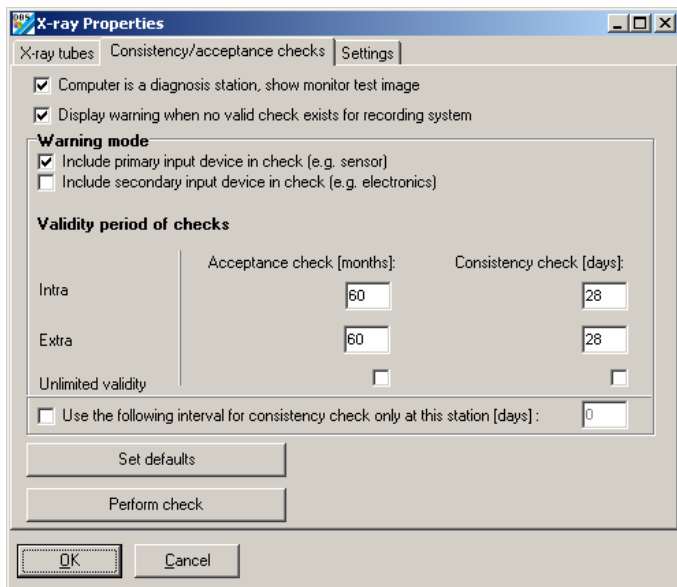 DBS X-ray Properties
X-ray tubes Consistency/acceptance checks Settings
Computer is a diagnosis station, show monitor test image
Display warning when no valid check exists for recording system
Warning mode
Include primary input device in check (e.g. sensor)
Include secondary input device in check (e.g. electronics)
Validity period of checks
Acceptance check [months]: Consistency check [days]:
Intra 60 28
Extra 60 28
Unlimited validity
Use the following interval for consistency check only at this station [days] : 0
Set defaults
Perform check
OK Cancel